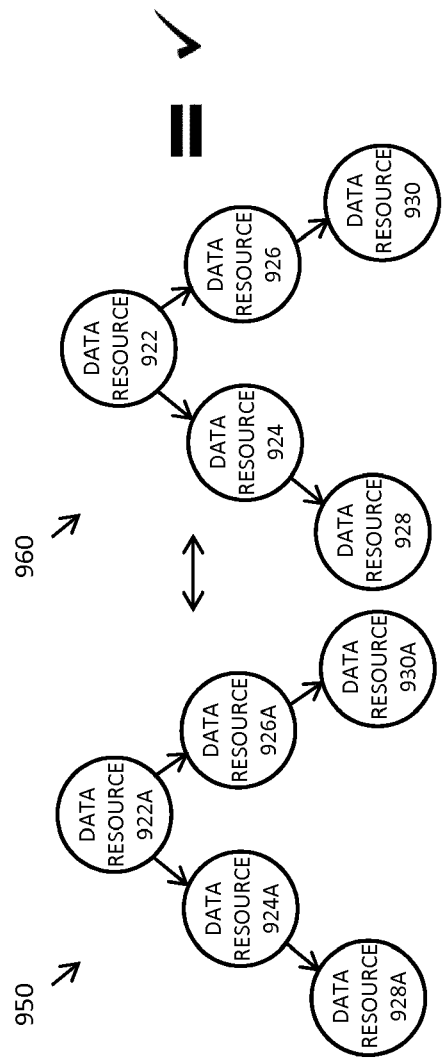 950
DATA
RESOURCE
922A
DATA
RESOURCE
924A
DATA
RESOURCE
926A
DATA
RESOURCE
928A
DATA
RESOURCE
930A
960
DATA
RESOURCE
922
DATA
RESOURCE
924
DATA
RESOURCE
926
DATA
RESOURCE
928
DATA
RESOURCE
930
=